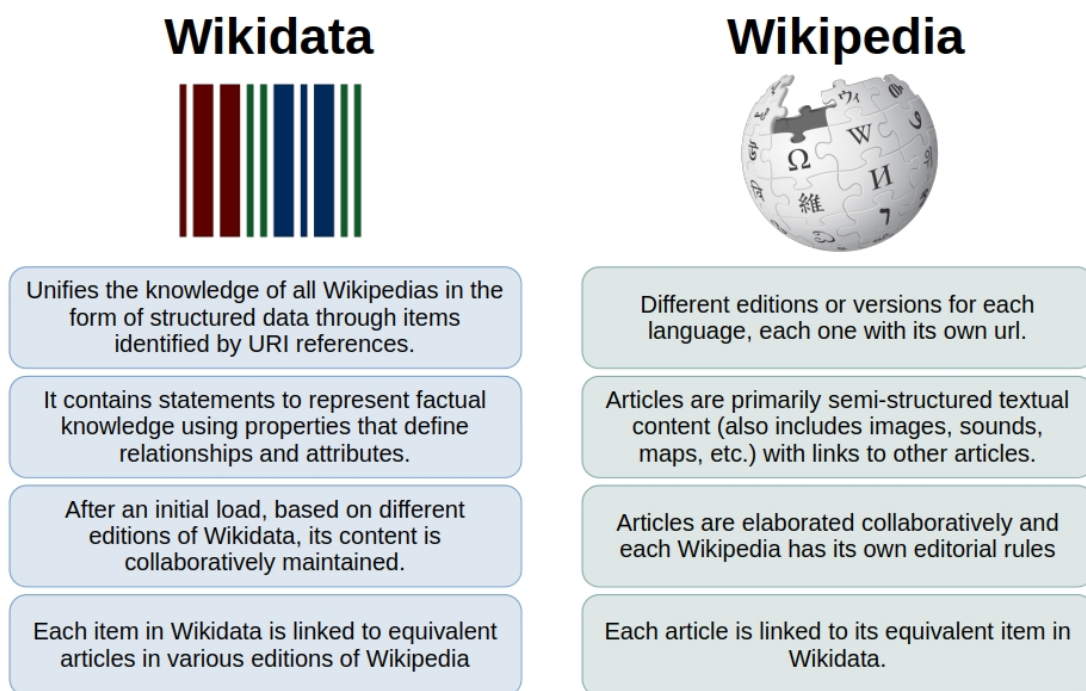 Wikidata
Unifies the knowledge of all Wikipedias in the
form of structured data through items
identified by URI references.
It contains statements to represent factual
knowledge using properties that define
relationships and attributes.
After an initial load, based on different
editions of Wikidata, its content is
collaboratively maintained.
Each item in Wikidata is linked to equivalent
articles in various editions of Wikipedia
Wikipedia
Ω
W
И
維
ウィ
Different editions or versions for each
language, each one with its own url.
Articles are primarily semi-structured textual
content (also includes images, sounds,
maps, etc.) with links to other articles.
Articles are elaborated collaboratively and
each Wikipedia has its own editorial rules
Each article is linked to its equivalent item in
Wikidata.